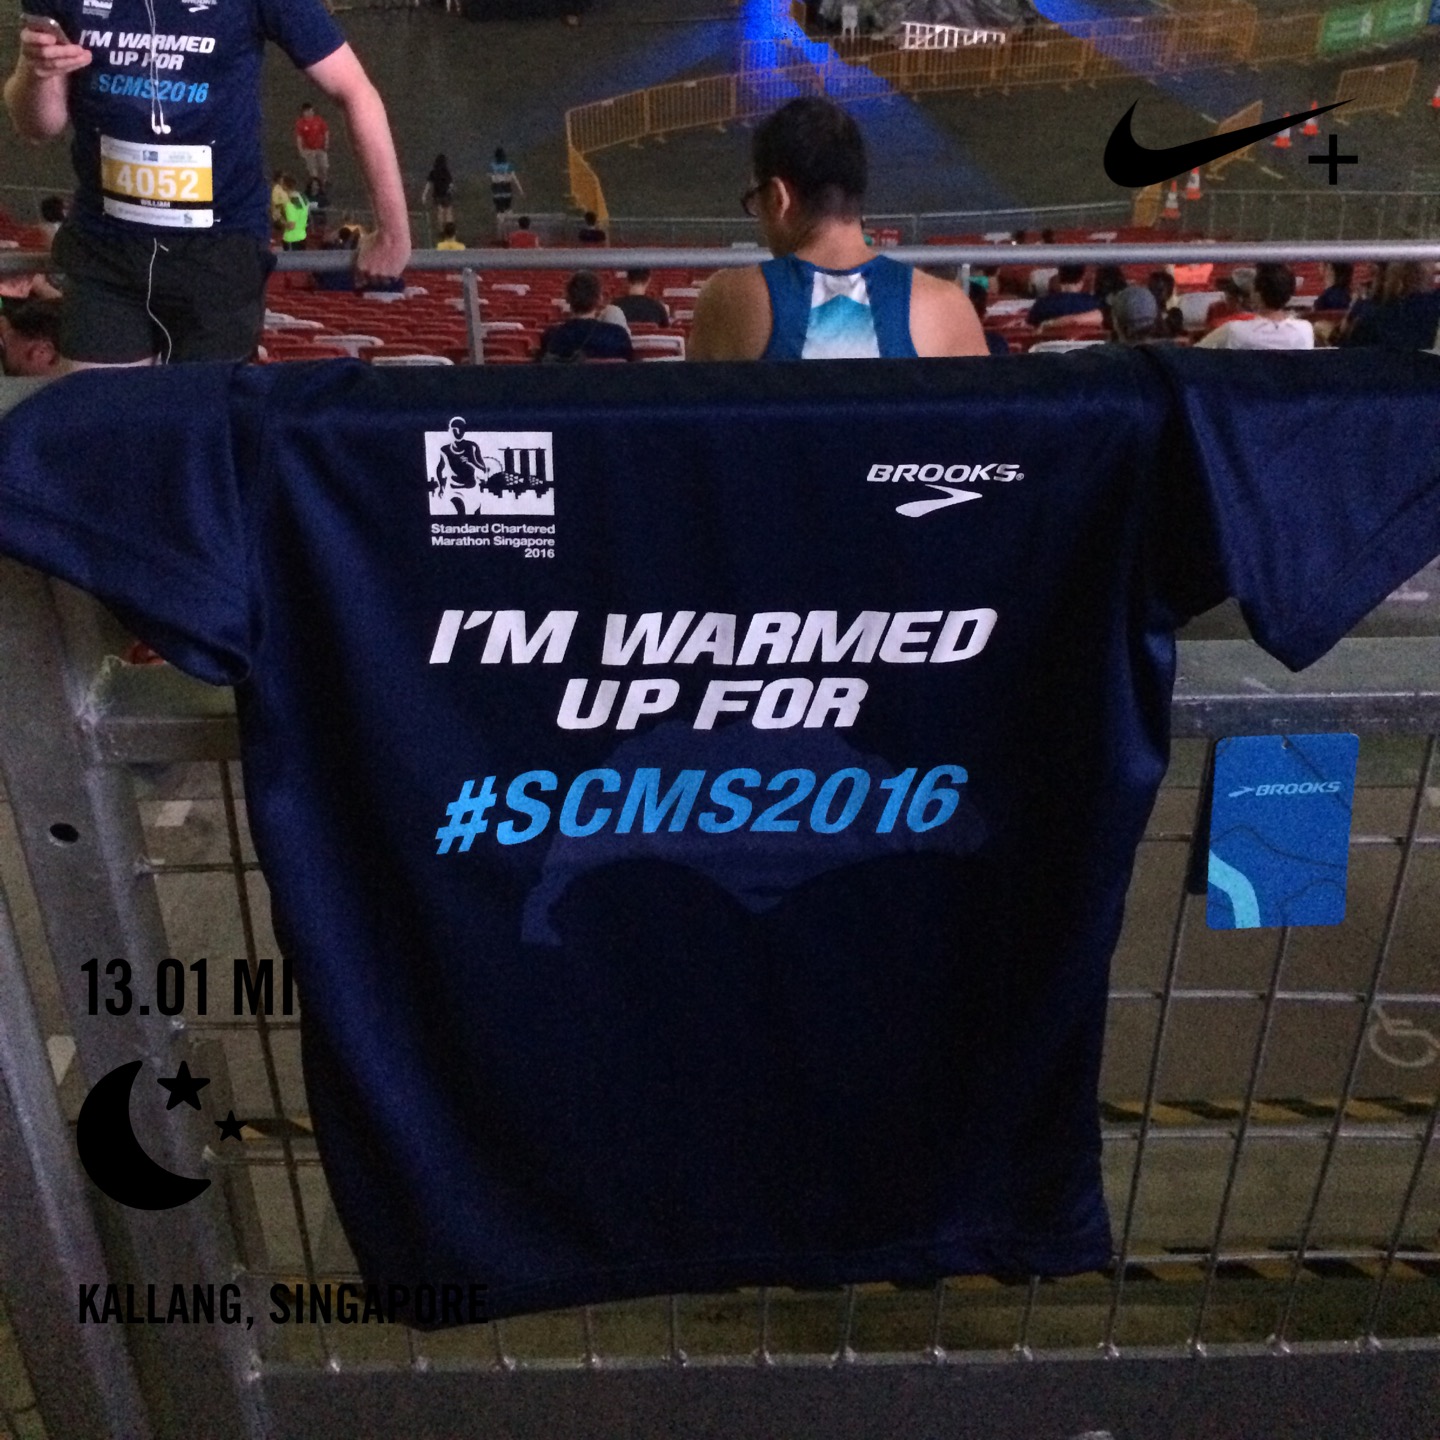 I'M WARMED
UP FOR
#SCMS2016
4052
WILLIAM
Standard Chartered
Marathon Singapore
2016
BROOKS
I'M WARMED
UP FOR
#SCMS2016
BROOKS
13.01 MI
KALLANG, SINGAPORE